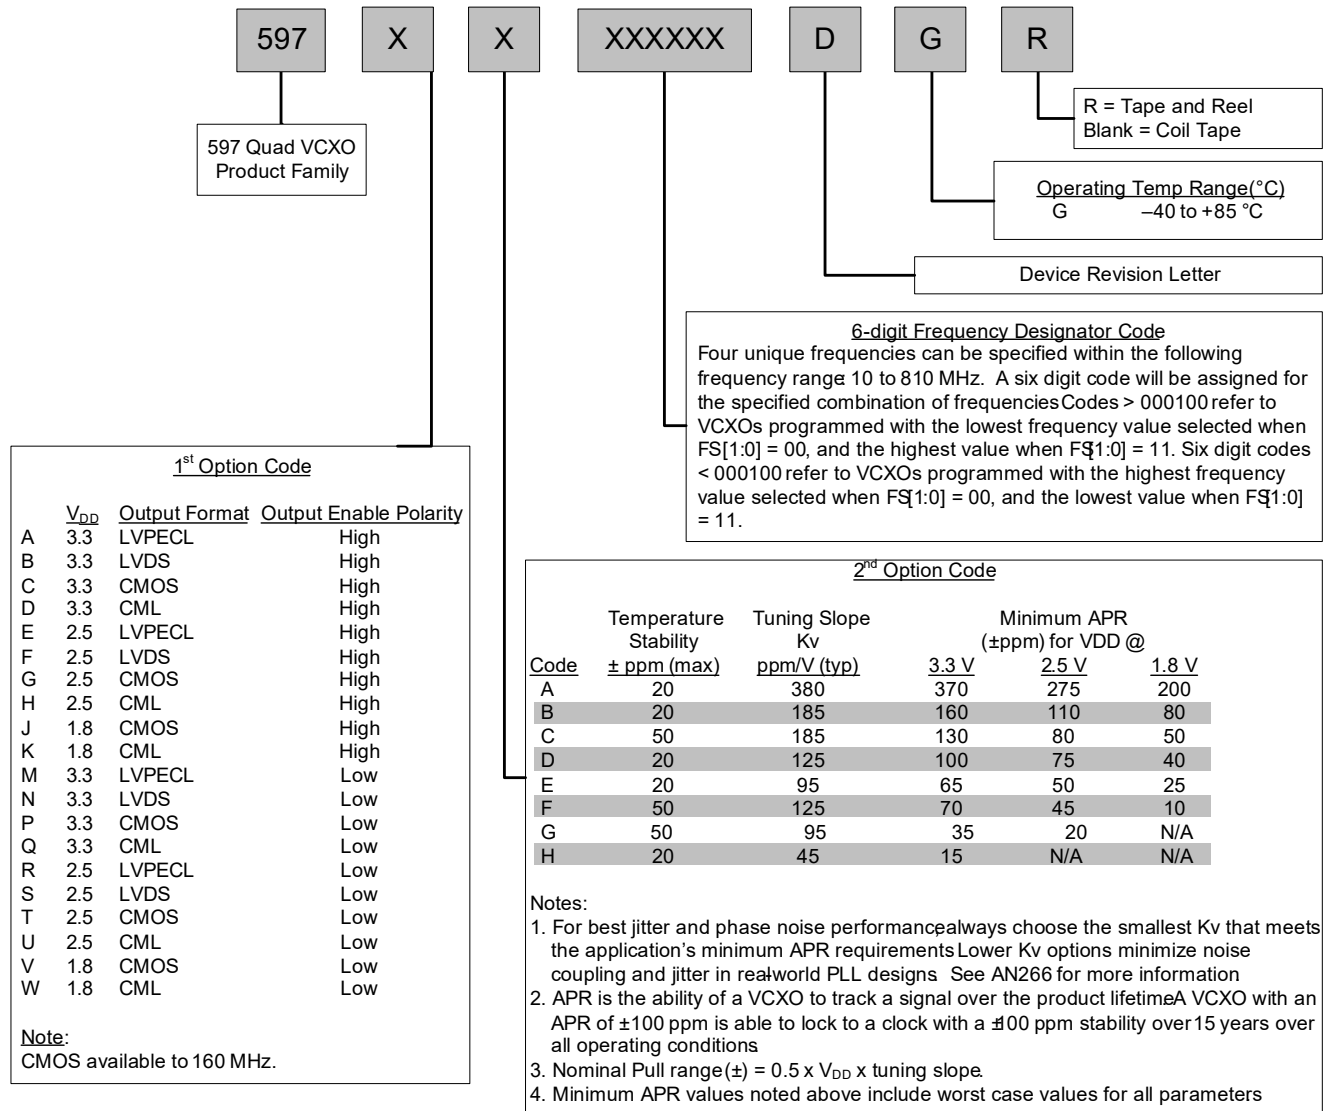 597 X X XXXXXX D G R
R = Tape and Reel
Blank = Coil Tape
597 Quad VCXO
Product Family
Operating Temp Range(°C)
G –40 to +85 °C
Device Revision Letter
6-digit Frequency Designator Code
Four unique frequencies can be specified within the following
frequency range: 10 to 810 MHz. A six digit code will be assigned for
the specified combination of frequencies Codes > 000100 refer to
VCXOs programmed with the lowest frequency value selected when
FS[1:0] = 00, and the highest value when FS[1:0] = 11. Six digit codes
< 000100 refer to VCXOs programmed with the highest frequency
value selected when FS[1:0] = 00, and the lowest value when FS[1:0]
= 11.
1st Option Code
VDD Output Format Output Enable Polarity
A 3.3 LVPECL High
B 3.3 LVDS High
C 3.3 CMOS High
D 3.3 CML High
E 2.5 LVPECL High
F 2.5 LVDS High
G 2.5 CMOS High
H 2.5 CML High
J 1.8 CMOS High
K 1.8 CML High
M 3.3 LVPECL Low
N 3.3 LVDS Low
P 3.3 CMOS Low
Q 3.3 CML Low
R 2.5 LVPECL Low
S 2.5 LVDS Low
T 2.5 CMOS Low
U 2.5 CML Low
V 1.8 CMOS Low
W 1.8 CML Low
Note:
CMOS available to 160 MHz.
2nd Option Code
Temperature Tuning Slope Minimum APR
Stability Kv (±ppm) for VDD @
Code ± ppm (max) ppm/V (typ) 3.3 V 2.5 V 1.8 V
A 20 380 370 275 200
B 20 185 160 110 80
C 50 185 130 80 50
D 20 125 100 75 40
E 20 95 65 50 25
F 50 125 70 45 10
G 50 95 35 20 N/A
H 20 45 15 N/A N/A
Notes:
1. For best jitter and phase noise performance, always choose the smallest Kv that meets
the application's minimum APR requirements Lower Kv options minimize noise
coupling and jitter in real-world PLL designs. See AN266 for more information
2. APR is the ability of a VCXO to track a signal over the product lifetime A VCXO with an
APR of ±100 ppm is able to lock to a clock with a ±100 ppm stability over 15 years over
all operating conditions
3. Nominal Pull range (±) = 0.5 x VDD x tuning slope.
4. Minimum APR values noted above include worst case values for all parameters